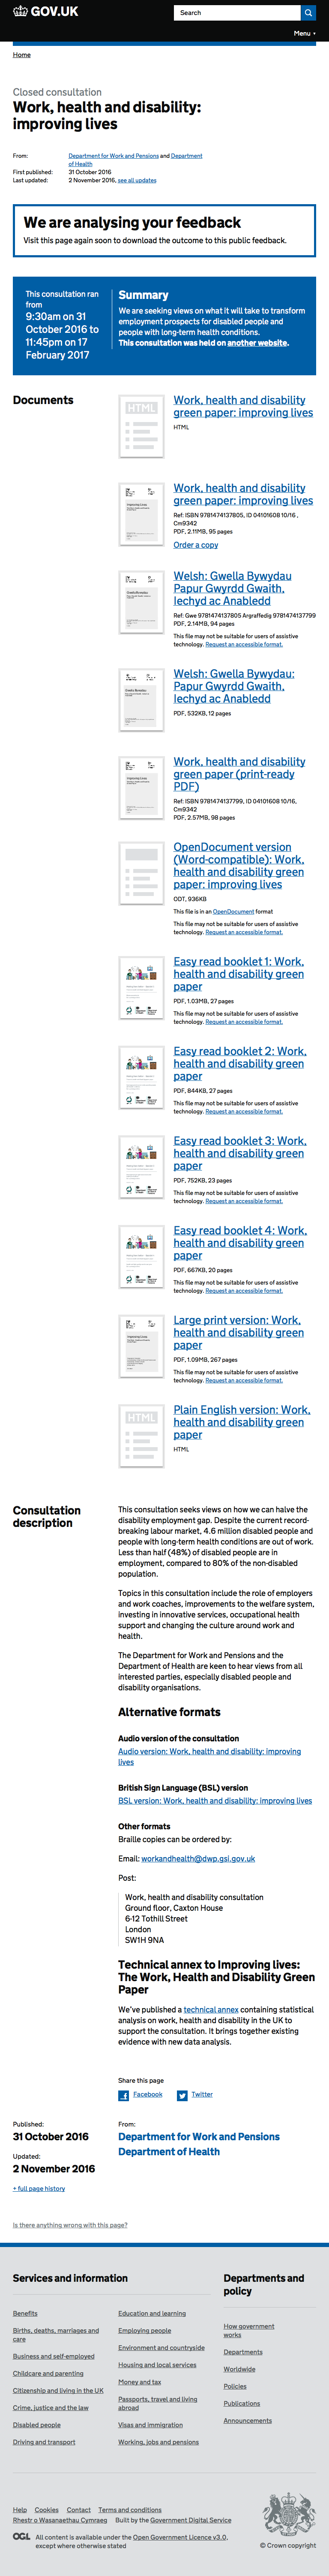 GOV.UK
Search
Menu
Home
Closed consultation
Work, health and disability:
improving lives
From:
Department for Work and Pensions and Department
of Health
First published:
31 October 2016
Last updated:
2 November 2016, see all updates
We are analysing your feedback
Visit this page again soon to download the outcome to this public feedback.
This consultation ran
from
9:30am on 31
October 2016 to
11:45pm on 17
February 2017
Summary
We are seeking views on what it will take to transform
employment prospects for disabled people and
people with long-term health conditions.
This consultation was held on another website.
Documents
HTML
Work, health and disability
green paper: improving lives
HTML
Work, health and disability
green paper: improving lives
Ref: ISBN 9781474137805, ID 04101608 10/16 ,
Cm9342
PDF, 2.11MB, 95 pages
Order a copy
Welsh: Gwella Bywydau
Papur Gwyrdd Gwaith,
Iechyd ac Anabledd
Ref: Gwe 9781474137805 Argraffedig 9781474137799
PDF, 2.14MB, 94 pages
This file may not be suitable for users of assistive
technology. Request an accessible format.
Welsh: Gwella Bywydau:
Papur Gwyrdd Gwaith,
Iechyd ac Anabledd
PDF, 532KB, 12 pages
Work, health and disability
green paper (print-ready
PDF)
Ref: ISBN 9781474137799, ID 04101608 10/16,
Cm9342
PDF, 2.57MB, 98 pages
OpenDocument version
(Word-compatible): Work,
health and disability green
paper: improving lives
ODT, 936KB
This file is in an OpenDocument format
This file may not be suitable for users of assistive
technology. Request an accessible format.
Easy read booklet 1: Work,
health and disability green
paper
PDF, 1.03MB, 27 pages
This file may not be suitable for users of assistive
technology. Request an accessible format.
Easy read booklet 2: Work,
health and disability green
paper
PDF, 844KB, 27 pages
This file may not be suitable for users of assistive
technology. Request an accessible format.
Easy read booklet 3: Work,
health and disability green
paper
PDF, 752KB, 23 pages
This file may not be suitable for users of assistive
technology. Request an accessible format.
Easy read booklet 4: Work,
health and disability green
paper
PDF, 667KB, 20 pages
This file may not be suitable for users of assistive
technology. Request an accessible format.
Large print version: Work,
health and disability green
paper
PDF, 1.09MB, 267 pages
This file may not be suitable for users of assistive
technology. Request an accessible format.
HTML
Plain English version: Work,
health and disability green
paper
HTML
Consultation
description
This consultation seeks views on how we can halve the
disability employment gap. Despite the current record-
breaking labour market, 4.6 million disabled people and
people with long-term health conditions are out of work.
Less than half (48%) of disabled people are in
employment, compared to 80% of the non-disabled
population.
Topics in this consultation include the role of employers
and work coaches, improvements to the welfare system,
investing in innovative services, occupational health
support and changing the culture around work and
health.
The Department for Work and Pensions and the
Department of Health are keen to hear views from all
interested parties, especially disabled people and
disability organisations.
Alternative formats
Audio version of the consultation
Audio version: Work, health and disability: improving
lives
British Sign Language (BSL) version
BSL version: Work, health and disability: improving lives
Other formats
Braille copies can be ordered by:
Email: workandhealth@dwp.gsi.gov.uk
Post:
Work, health and disability consultation
Ground floor, Caxton House
6-12 Tothill Street
London
SW1H 9NA
Technical annex to Improving lives:
The Work, Health and Disability Green
Paper
We've published a technical annex containing statistical
analysis on work, health and disability in the UK to
support the consultation. It brings together existing
evidence with new data analysis.
Share this page
Facebook
Twitter
Published:
31 October 2016
Updated:
2 November 2016
+ full page history
From:
Department for Work and Pensions
Department of Health
Is there anything wrong with this page?
Services and information
Benefits
Births, deaths, marriages and
care
Business and self-employed
Childcare and parenting
Citizenship and living in the UK
Crime, justice and the law
Disabled people
Driving and transport
Education and learning
Employing people
Environment and countryside
Housing and local services
Money and tax
Passports, travel and living
abroad
Visas and immigration
Working, jobs and pensions
Departments and
policy
How government
works
Departments
Worldwide
Policies
Publications
Announcements
Help Cookies Contact Terms and conditions
Rhestr o Wasanaethau Cymraeg Built by the Government Digital Service
OGL All content is available under the Open Government Licence v3.0,
except where otherwise stated
© Crown copyright